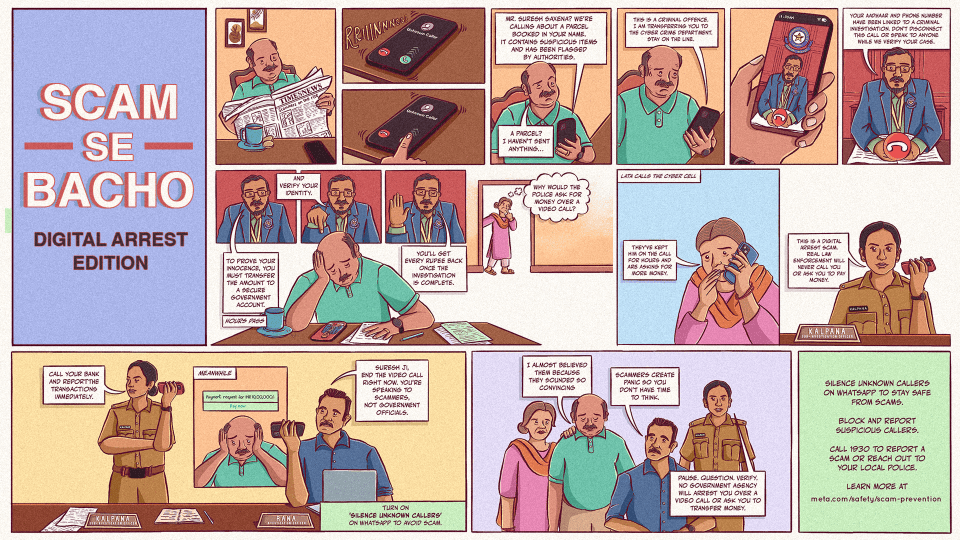 SCAM
SE
BACHO
DIGITAL ARREST
EDITION
TIMES NEWS
RRIINNNNGGG
Unknown Caller
Unknown Caller
MR. SURESH SAXENA? WE'RE
CALLING ABOUT A PARCEL
BOOKED IN YOUR NAME.
IT CONTAINS SUSPICIOUS ITEMS
AND HAS BEEN FLAGGED
BY AUTHORITIES.
A PARCEL?
I HAVEN'T SENT
ANYTHING...
THIS IS A CRIMINAL OFFENCE.
I AM TRANSFERRING YOU TO
THE CYBER CRIME DEPARTMENT.
STAY ON THE LINE.
YOUR AADHAAR AND PHONE NUMBER
HAVE BEEN LINKED TO A CRIMINAL
INVESTIGATION. DON'T DISCONNECT
THIS CALL OR SPEAK TO ANYONE
WHILE WE VERIFY YOUR CASE.
AND
VERIFY YOUR
IDENTITY.
TO PROVE YOUR
INNOCENCE, YOU
MUST TRANSFER
THE AMOUNT TO
A SECURE
GOVERNMENT
ACCOUNT.
HOURS PASS
YOU'LL GET
EVERY RUPEE BACK
ONCE THE
INVESTIGATION
IS COMPLETE.
WHY WOULD THE
POLICE ASK FOR
MONEY OVER A
VIDEO CALL?
LATA CALLS THE CYBER CELL
THEY'VE KEPT
HIM ON THE CALL
FOR HOURS AND
ARE ASKING FOR
MORE MONEY.
THIS IS A DIGITAL
ARREST SCAM.
REAL LAW
ENFORCEMENT WILL
NEVER CALL YOU
OR ASK YOU TO PAY
MONEY.
KALPANA
KALPANA
CALL YOUR BANK
AND REPORT THE
TRANSACTIONS
IMMEDIATELY.
MEANWHILE
Pay now
SURESH JI,
END THE VIDEO CALL
RIGHT NOW. YOU'RE
SPEAKING TO
SCAMMERS,
NOT GOVERNMENT
OFFICIALS.
KALPANA
RANA
TURN ON
'SILENCE UNKNOWN CALLERS'
ON WHATSAPP TO AVOID SCAM.
I ALMOST BELIEVED
THEM BECAUSE
THEY SOUNDED SO
CONVINCING
SCAMMERS CREATE
PANIC SO YOU
DON'T HAVE TIME
TO THINK.
PAUSE. QUESTION. VERIFY.
NO GOVERNMENT AGENCY
WILL ARREST YOU OVER A
VIDEO CALL OR ASK YOU TO
TRANSFER MONEY.
SILENCE UNKNOWN CALLERS
ON WHATSAPP TO STAY SAFE
FROM SCAMS.
BLOCK AND REPORT
SUSPICIOUS CALLERS.
CALL 1930 TO REPORT A
SCAM OR REACH OUT TO
YOUR LOCAL POLICE.
LEARN MORE AT
meta.com/safety/scam-prevention